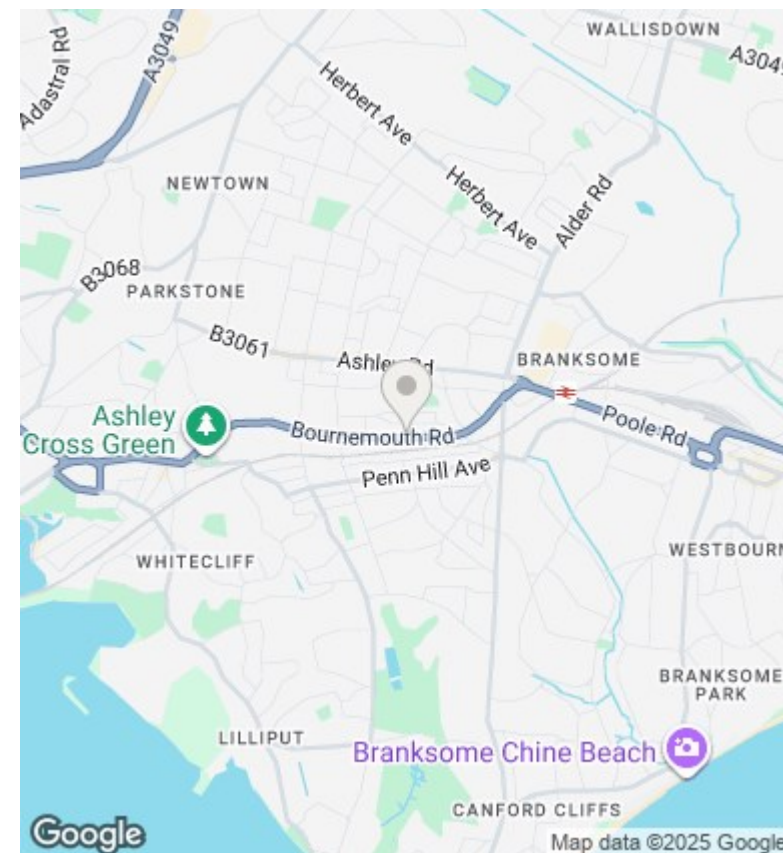 WALLISDOWN
A3049
A3049
Adastral Rd
Herbert Ave
Herbert Ave
Alder Rd
NEWTOWN
B3068
PARKSTONE
B3061
Ashley Rd
BRANKSOME
Ashley
Cross Green
Bournemouth Rd
Poole Rd
Penn Hill Ave
WHITECLIFF
WESTBOURN
BRANKSOME
PARK
LILLIPUT
Branksome Chine Beach
CANFORD CLIFFS
Google
Map data ©2025 Google